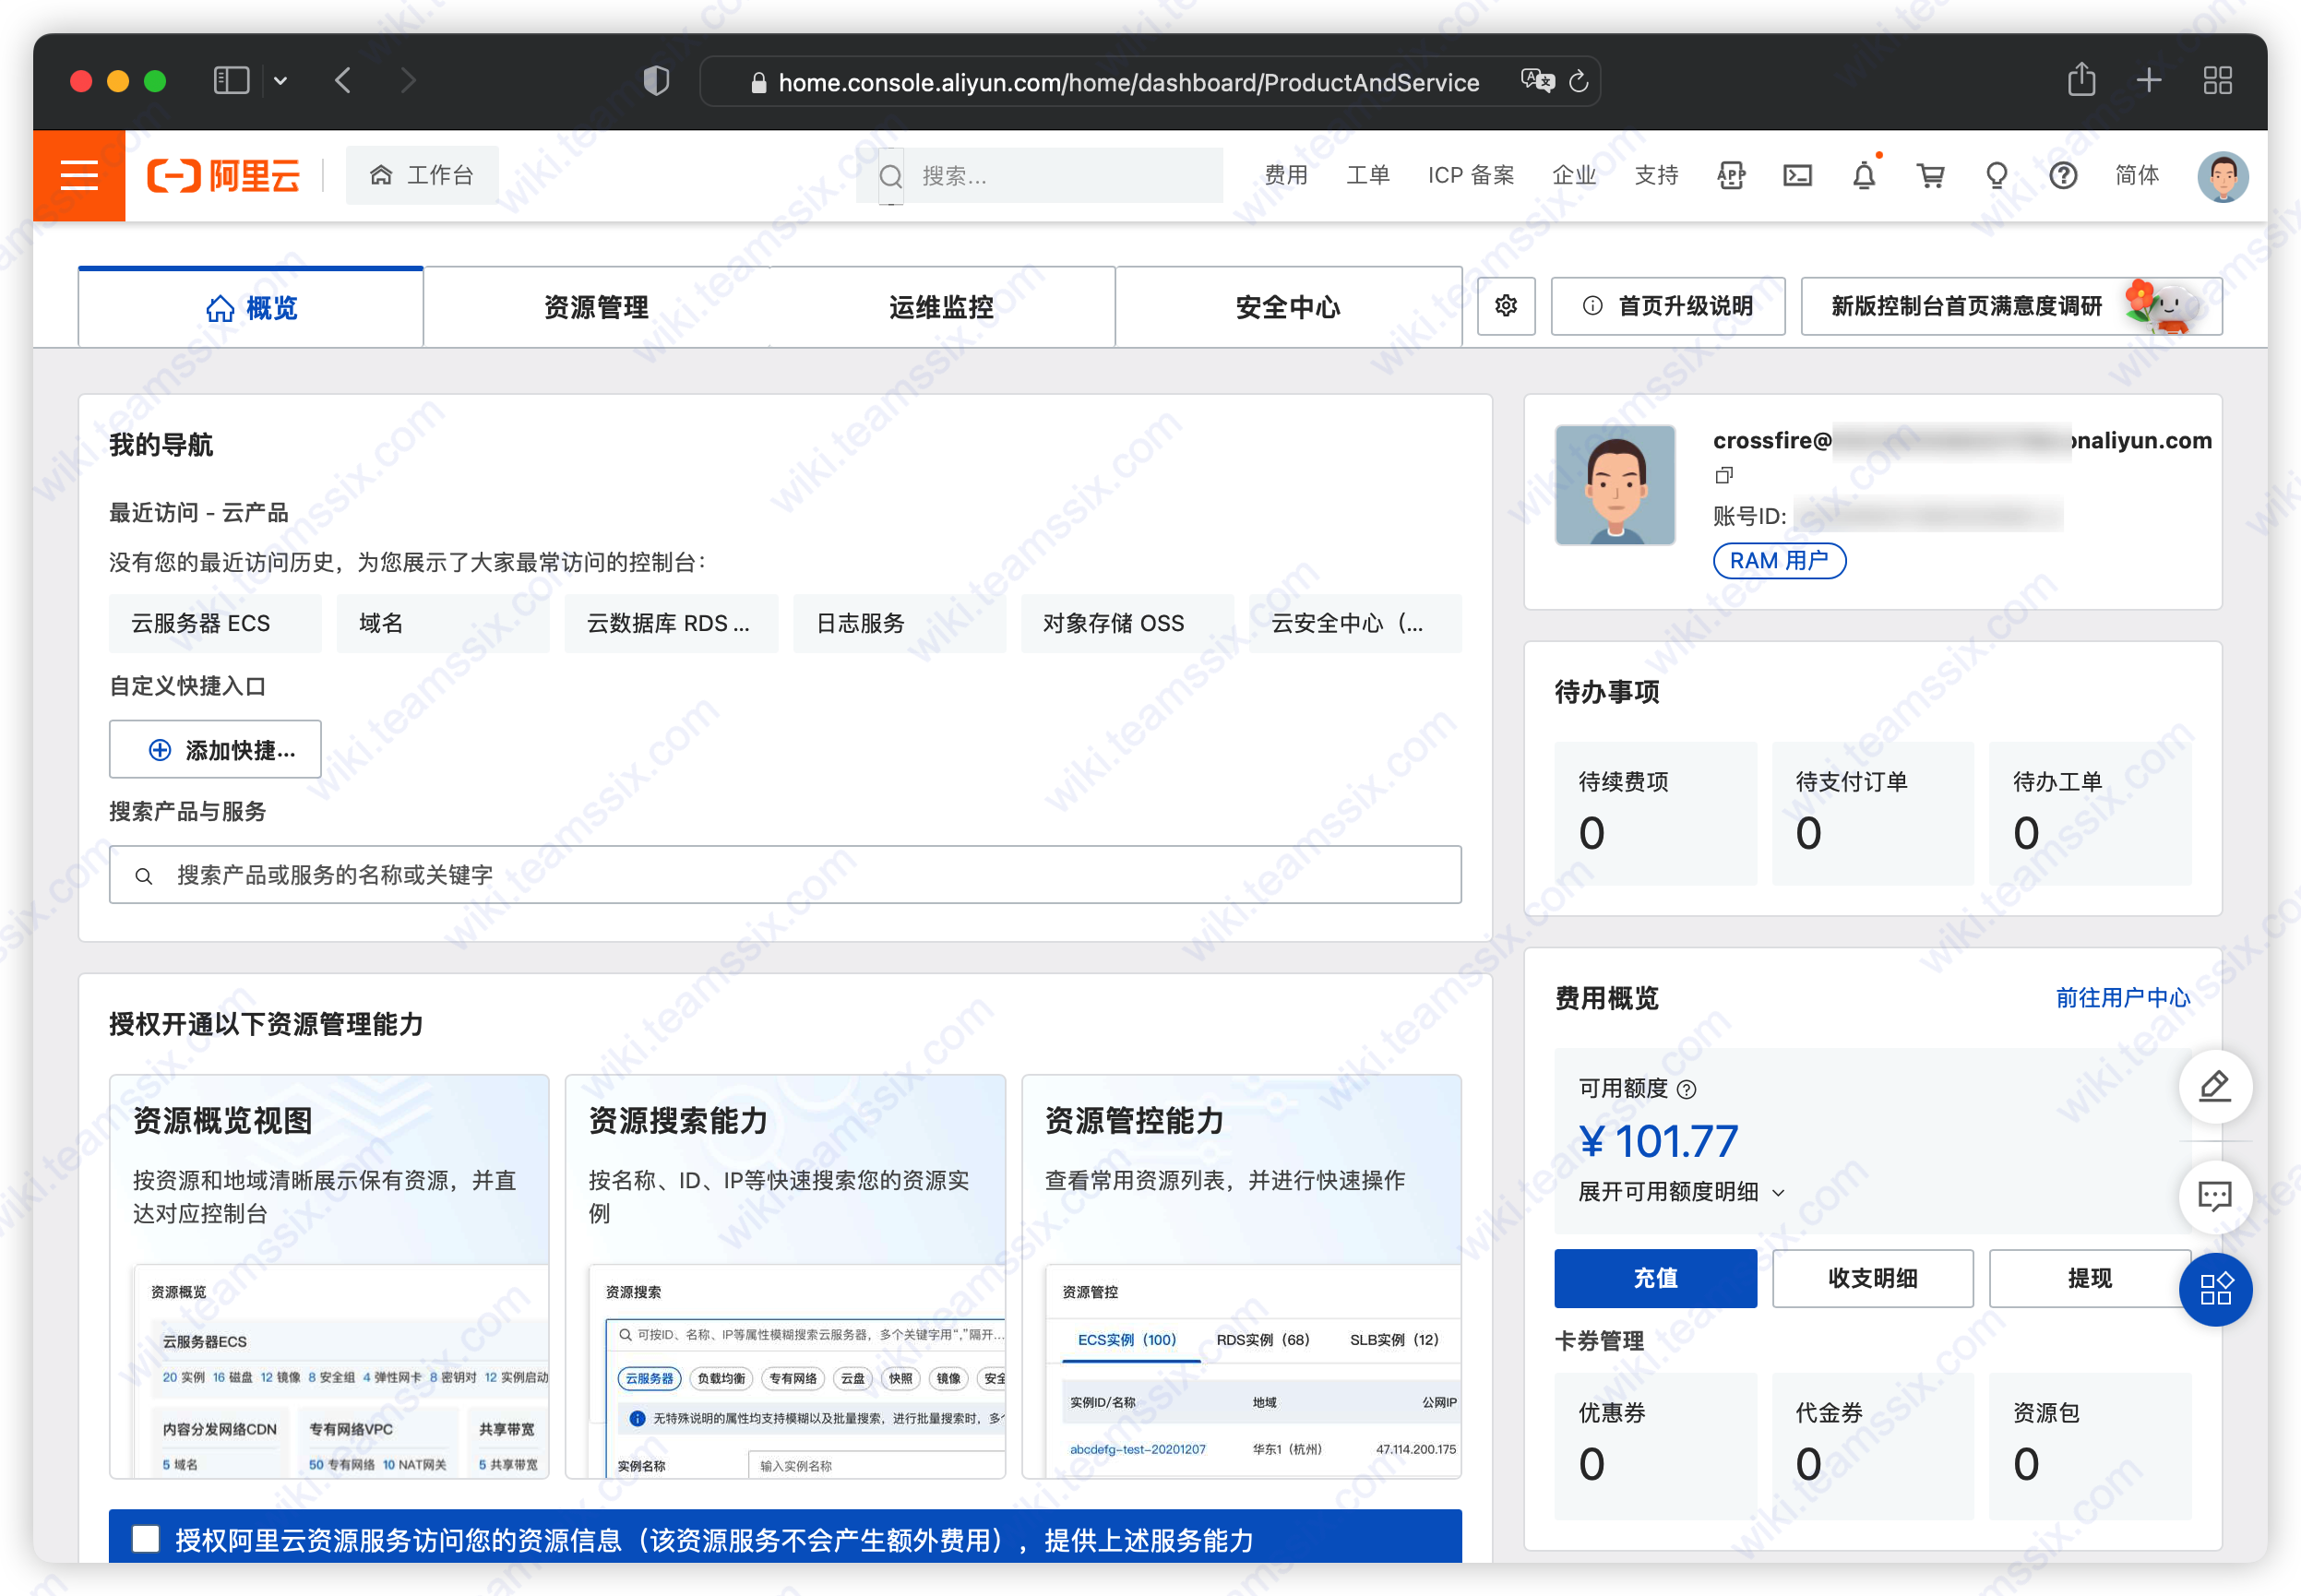 home.console.aliyun.com/home/dashboard/ProductAndService
阿里云
工作台
搜索...
费用
工单
ICP 备案
企业
支持
APP
简体
概览
资源管理
运维监控
安全中心
首页升级说明
新版控制台首页满意度调研
我的导航
最近访问 - 云产品
没有您的最近访问历史，为您展示了大家最常访问的控制台：
云服务器 ECS
域名
云数据库 RDS ...
日志服务
对象存储 OSS
云安全中心（...
自定义快捷入口
添加快捷...
搜索产品与服务
搜索产品或服务的名称或关键字
授权开通以下资源管理能力
资源概览视图
按资源和地域清晰展示保有资源，并直
达对应控制台
资源概览
云服务器ECS
20 实例 16 磁盘 12 镜像 8 安全组 4 弹性网卡 8 密钥对 12 实例启动
内容分发网络CDN
5 域名
专有网络VPC
50 专有网络 10 NAT网关
共享带宽
5 共享带宽
资源搜索能力
按名称、ID、IP等快速搜索您的资源实
例
资源搜索
可按ID、名称、IP等属性模糊搜索云服务器，多个关键字用“,”隔开...
云服务器
负载均衡
专有网络
云盘
快照
镜像
安全
无特殊说明的属性均支持模糊以及批量搜索，进行批量搜索时，多个
实例名称
输入实例名称
资源管控能力
查看常用资源列表，并进行快速操作
资源管控
ECS实例（100）
RDS实例（68）
SLB实例（12）
实例ID/名称
地域
公网IP
abcdefg-test-20201207
华东1（杭州）
47.114.200.175
授权阿里云资源服务访问您的资源信息（该资源服务不会产生额外费用），提供上述服务能力
crossfire@
onaliyun.com
账号ID:
RAM 用户
待办事项
待续费项
0
待支付订单
0
待办工单
0
费用概览
前往用户中心
可用额度
¥ 101.77
展开可用额度明细
充值
收支明细
提现
卡券管理
优惠券
0
代金券
0
资源包
0
wiki.teamssix.com